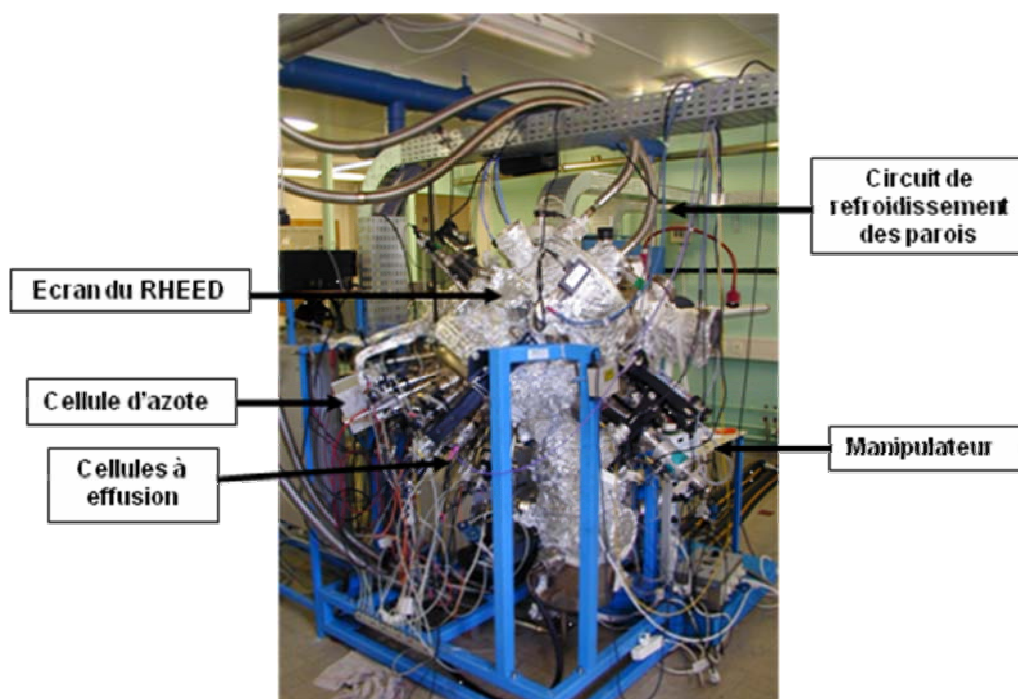 Circuit de
refroidissement
des parois
Ecran du RHEED
Cellule d'azote
Cellules à
effusion
Manipulateur